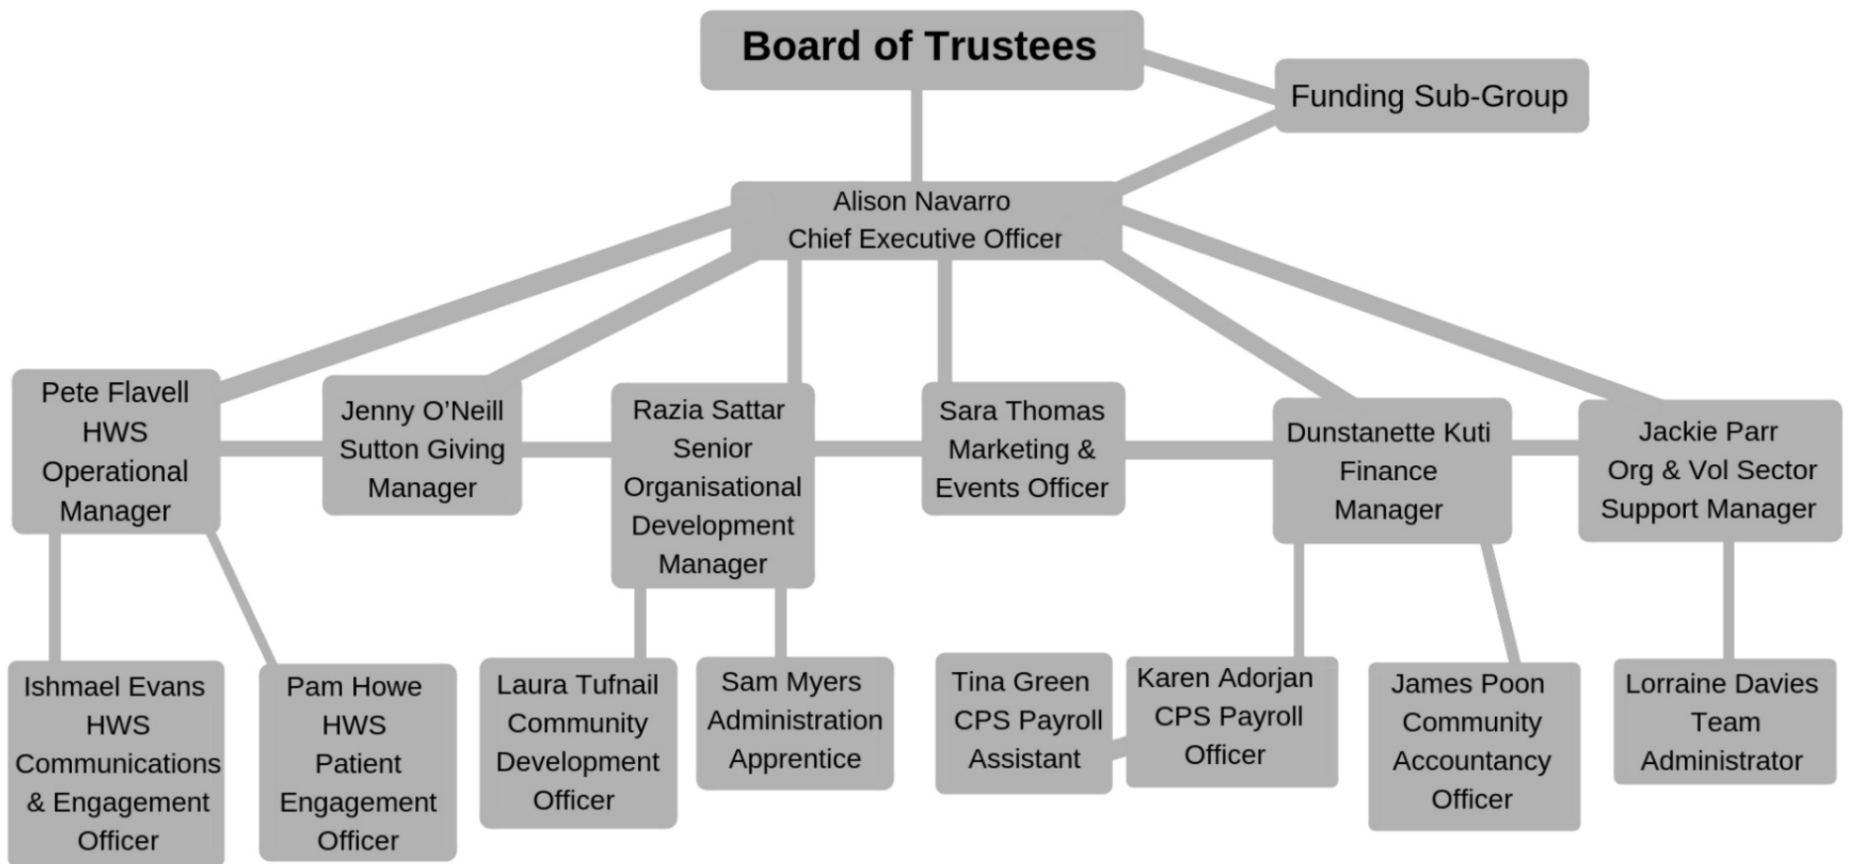 Board of Trustees
Funding Sub-Group
Alison Navarro
Chief Executive Officer
Pete Flavell
HWS
Operational
Manager
Jenny O’Neill
Sutton Giving
Manager
Razia Sattar
Senior
Organisational
Development
Manager
Sara Thomas
Marketing &
Events Officer
Dunstanette Kuti
Finance
Manager
Jackie Parr
Org & Vol Sector
Support Manager
Ishmael Evans
HWS
Communications
& Engagement
Officer
Pam Howe
HWS
Patient
Engagement
Officer
Laura Tufnail
Community
Development
Officer
Sam Myers
Administration
Apprentice
Tina Green
CPS Payroll
Assistant
Karen Adorjan
CPS Payroll
Officer
James Poon
Community
Accountancy
Officer
Lorraine Davies
Team
Administrator